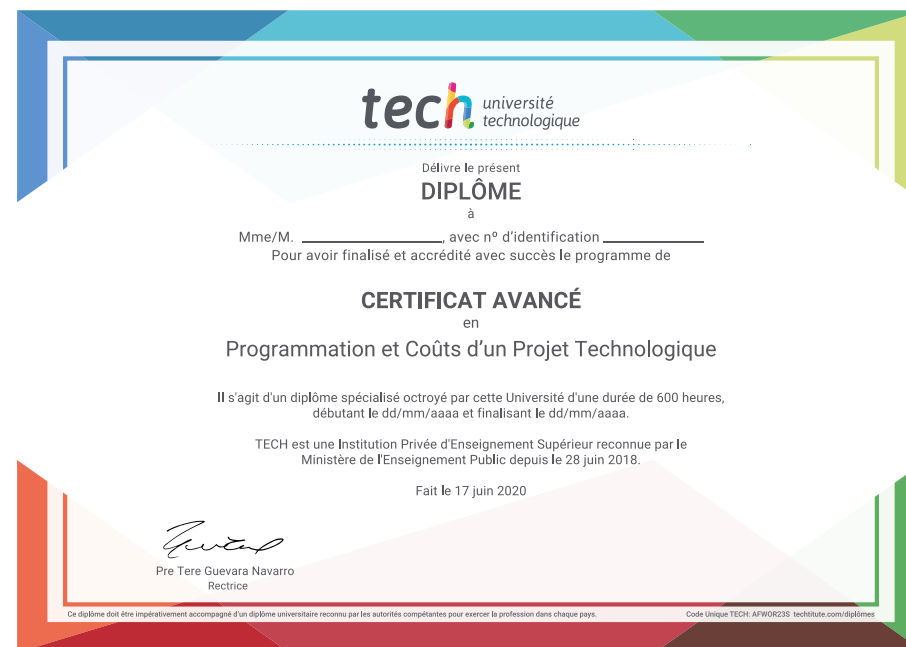 tech université
technologique
Délivre le présent
DIPLÔME
à
Mme/M. ____________________, avec nº d'identification ______________
Pour avoir finalisé et accrédité avec succès le programme de
CERTIFICAT AVANCÉ
en
Programmation et Coûts d'un Projet Technologique
Il s'agit d'un diplôme spécialisé octroyé par cette Université d'une durée de 600 heures,
débutant le dd/mm/aaaa et finalisant le dd/mm/aaaa.
TECH est une Institution Privée d'Enseignement Supérieur reconnue par le
Ministère de l'Enseignement Public depuis le 28 juin 2018.
Fait le 17 juin 2020
Pre Tere Guevara Navarro
Rectrice
Ce diplôme doit être impérativement accompagné d'un diplôme universitaire reconnu par les autorités compétentes pour exercer la profession dans chaque pays.
Code Unique TECH: AFWOR23S techtitute.com/diplômes